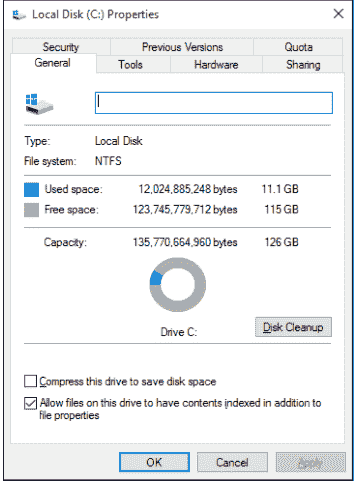 Local Disk (C:) Properties
Security Previous Versions Quota
General Tools Hardware Sharing
Type: Local Disk
File system: NTFS
Used space: 12,024,885,248 bytes 11.1 GB
Free space: 123,745,779,712 bytes 115 GB
Capacity: 135,770,664,960 bytes 126 GB
Drive C: Disk Cleanup
Compress this drive to save disk space
Allow files on this drive to have contents indexed in addition to
file properties
OK Cancel Apply